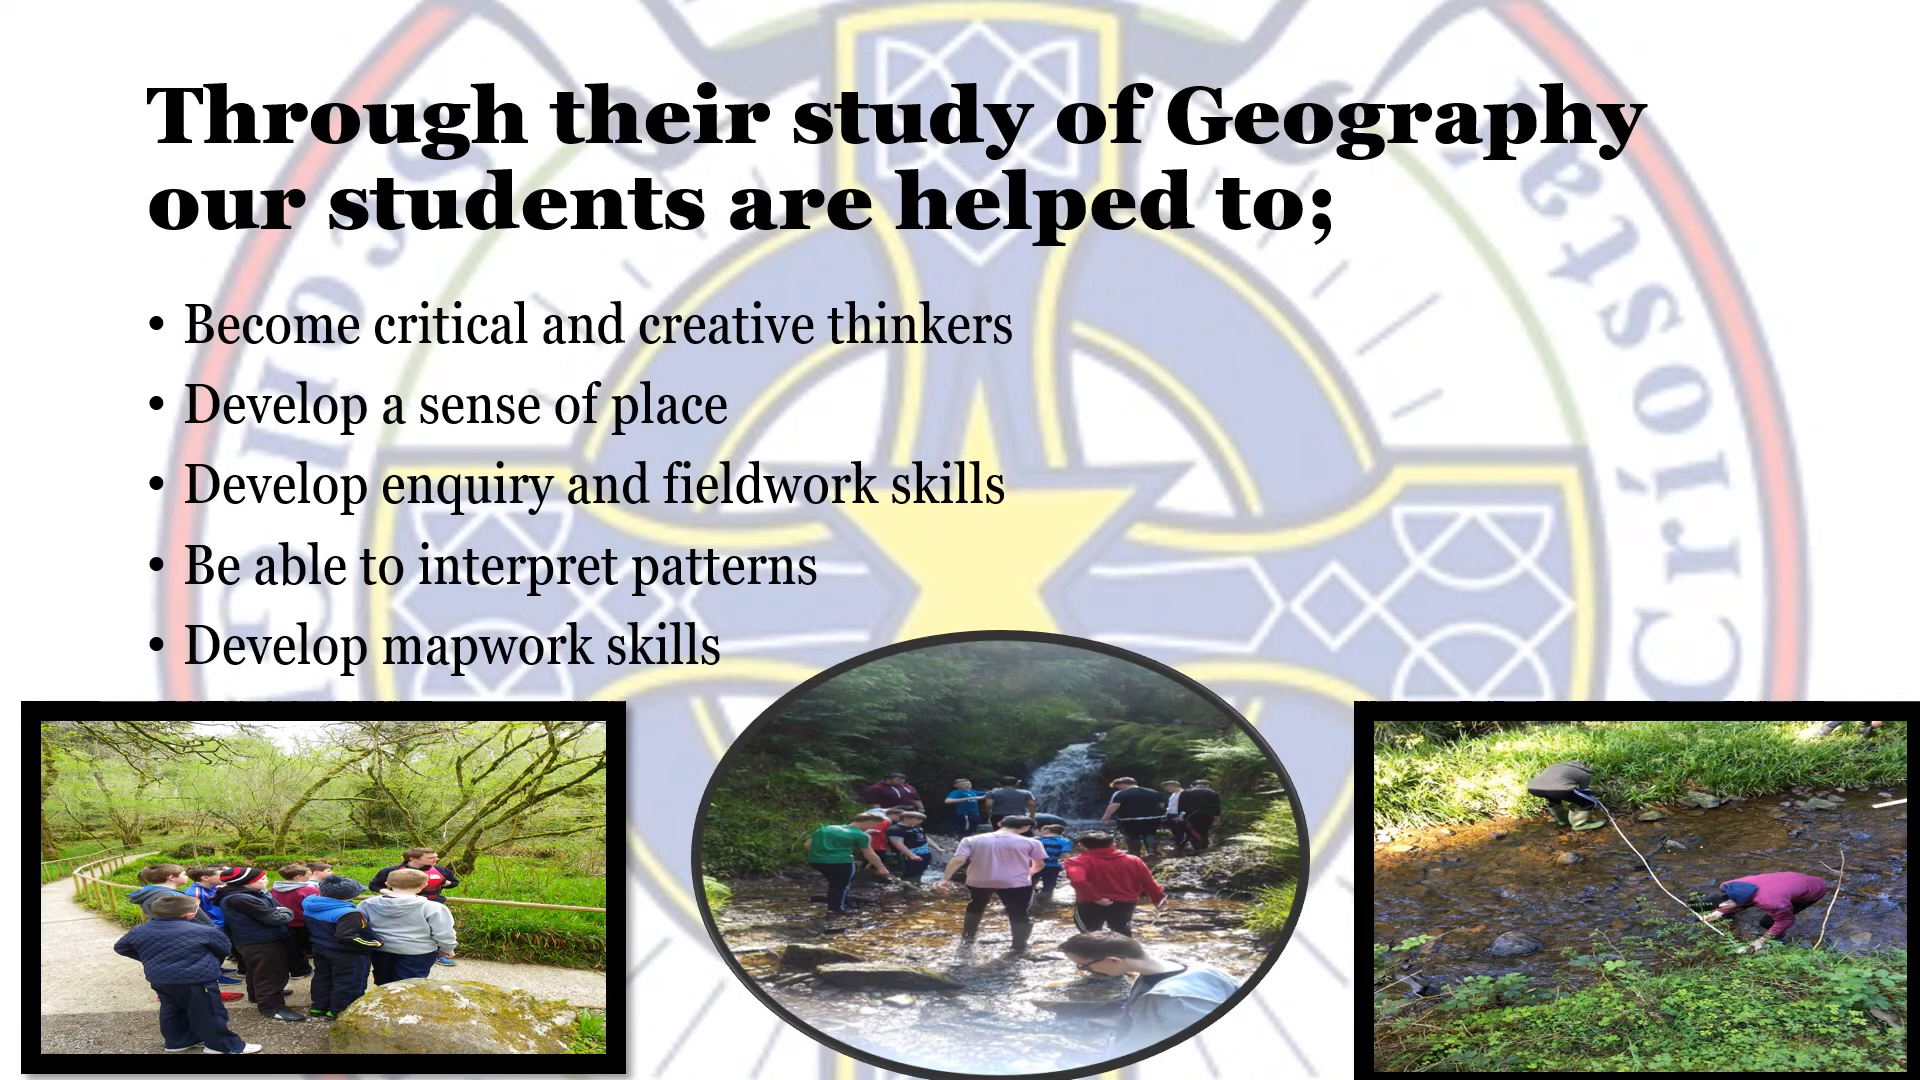 Through their study of Geography
our students are helped to;
• Become critical and creative thinkers
• Develop a sense of place
• Develop enquiry and fieldwork skills
• Be able to interpret patterns
• Develop mapwork skills